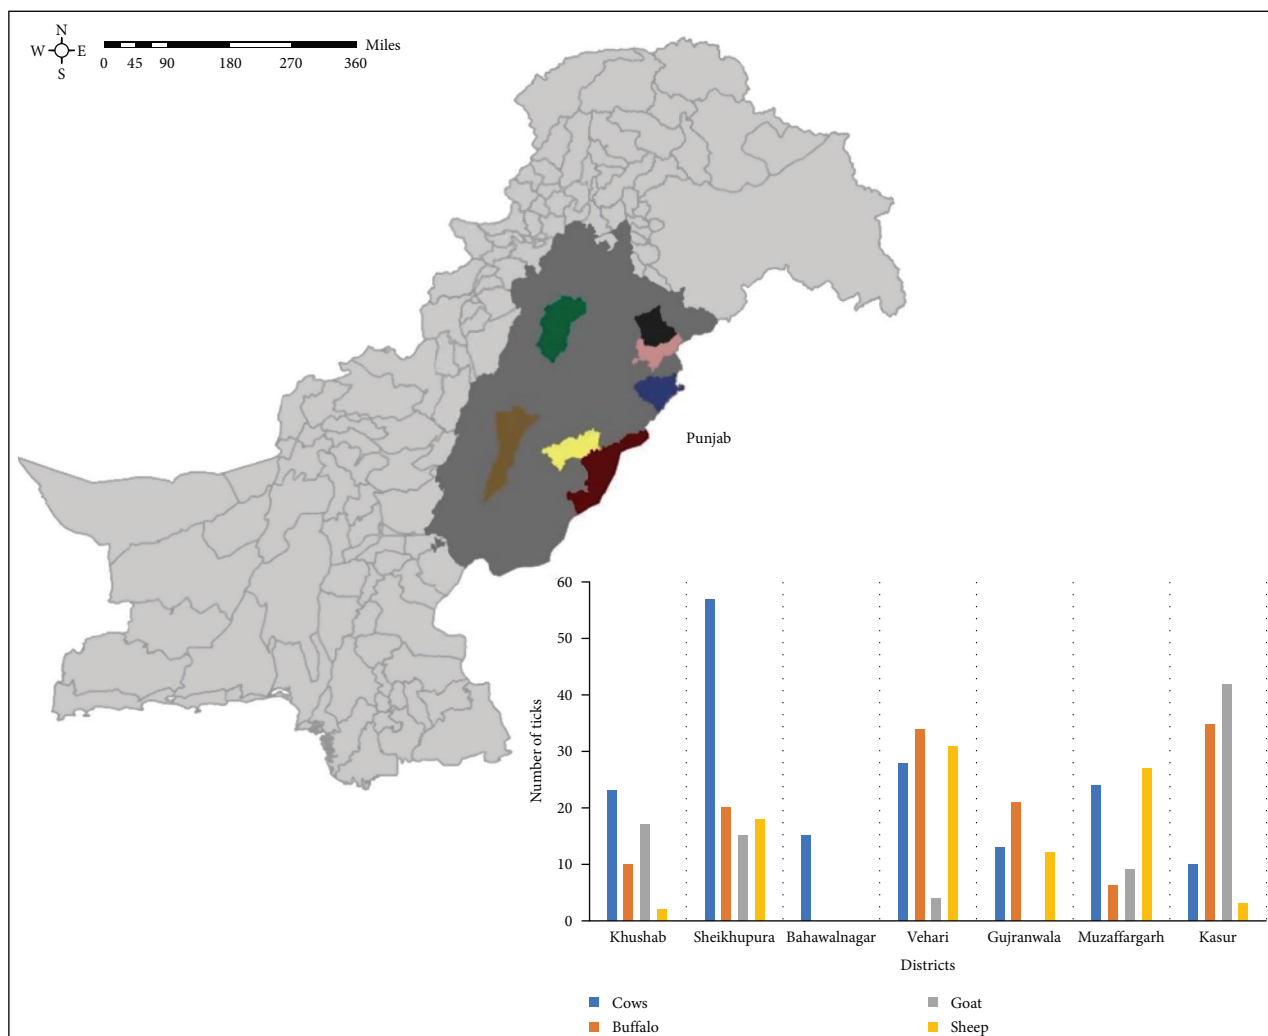 N
W E
S
Miles
0 45 90 180 270 360
Punjab
60
50
40
30
20
10
0
Number of ticks
Khushab Sheikhupura Bahawalnagar Vehari Gujranwala Muzaffargarh Kasur
Districts
Cows
Buffalo
Goat
Sheep